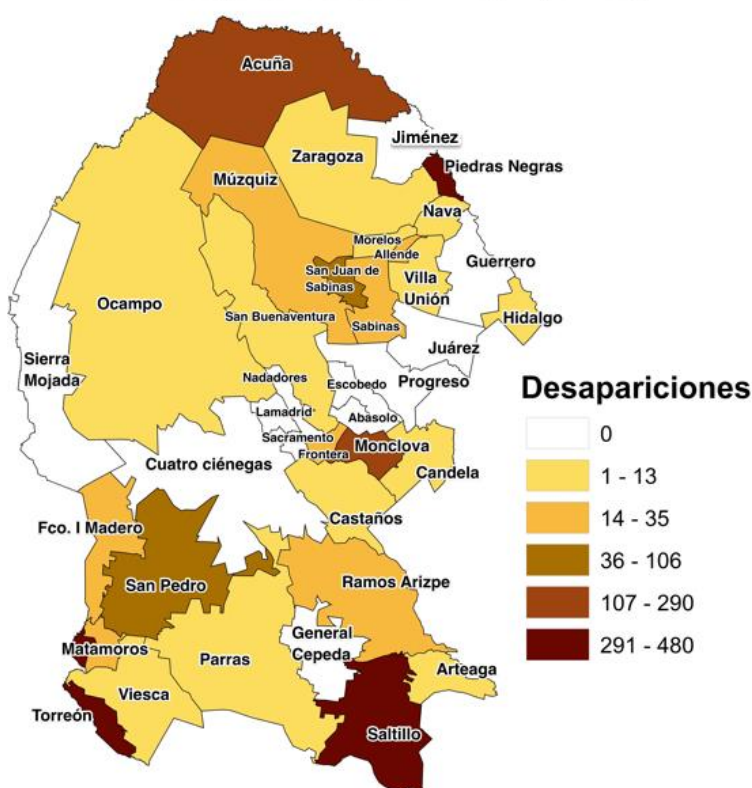 Acuña
Jiménez
Zaragoza
Piedras Negras
Múzquiz
Nava
Morelos
Allende
Guerrero
San Juan de
Sabinas
Villa
Unión
Ocampo
San Buenaventura
Sabinas
Hidalgo
Juárez
Sierra
Mojada
Nadadores
Escobedo
Progreso
Lamadrid
Abasolo
Sacramento
Monclova
Frontera
Cuatro ciénegas
Candela
Castaños
Fco. I Madero
San Pedro
Ramos Arizpe
General
Cepeda
Matamoros
Parras
Arteaga
Viesca
Torreón
Saltillo
Desapariciones
0
1 - 13
14 - 35
36 - 106
107 - 290
291 - 480